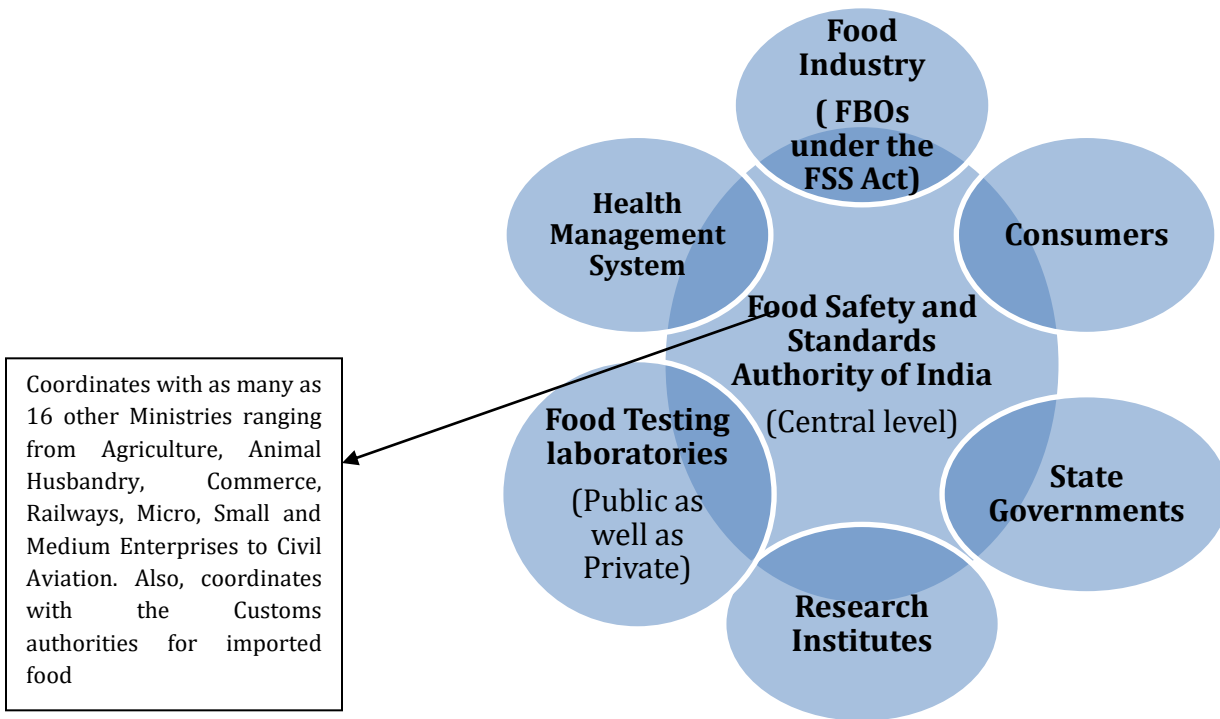 Food
Industry
( FBOs
under the
FSS Act)
Health
Management
System
Consumers
Food Safety and
Standards
Authority of India
(Central level)
Coordinates with as many as
16 other Ministries ranging
from Agriculture, Animal
Husbandry, Commerce,
Railways, Micro, Small and
Medium Enterprises to Civil
Aviation. Also, coordinates
with the Customs
authorities for imported
food
Food Testing
laboratories
(Public as
well as
Private)
State
Governments
Research
Institutes